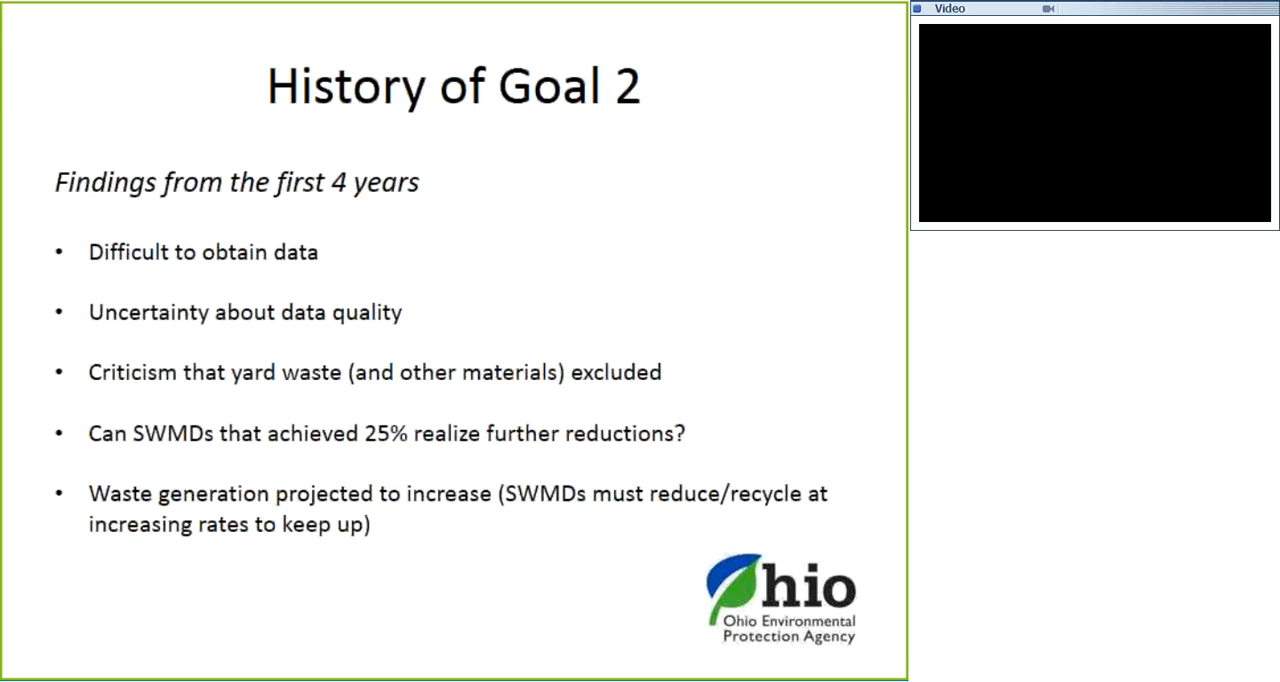 Video
History of Goal 2
Findings from the first 4 years
• Difficult to obtain data
• Uncertainty about data quality
• Criticism that yard waste (and other materials) excluded
• Can SWMDs that achieved 25% realize further reductions?
• Waste generation projected to increase (SWMDs must reduce/recycle at
increasing rates to keep up)
Ohio
Ohio Environmental
Protection Agency